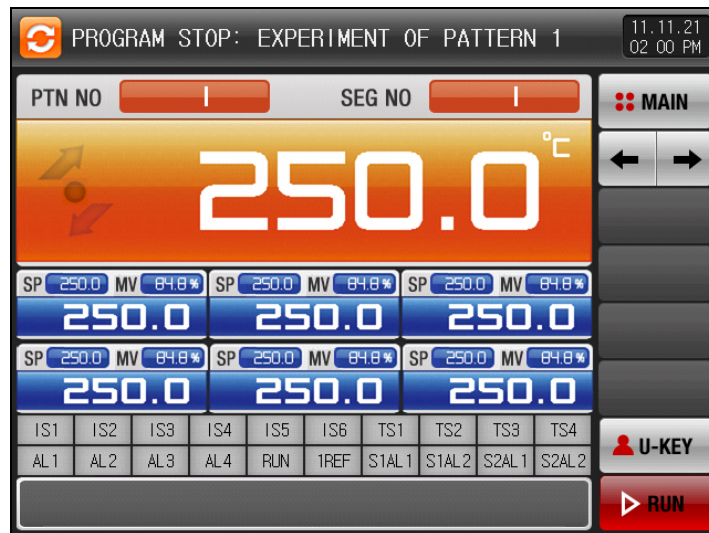 PROGRAM STOP: EXPERIMENT OF PATTERN 1
11.11.21
02 00 PM
PTN NO 1 SEG NO 1
MAIN
250.0 °C
SP 250.0 MV 84.8% SP 250.0 MV 84.8% SP 250.0 MV 84.8%
250.0 250.0 250.0
SP 250.0 MV 84.8% SP 250.0 MV 84.8% SP 250.0 MV 84.8%
250.0 250.0 250.0
IS1 IS2 IS3 IS4 IS5 IS6 TS1 TS2 TS3 TS4
AL1 AL2 AL3 AL4 RUN 1REF S1AL1 S1AL2 S2AL1 S2AL2
U-KEY
RUN